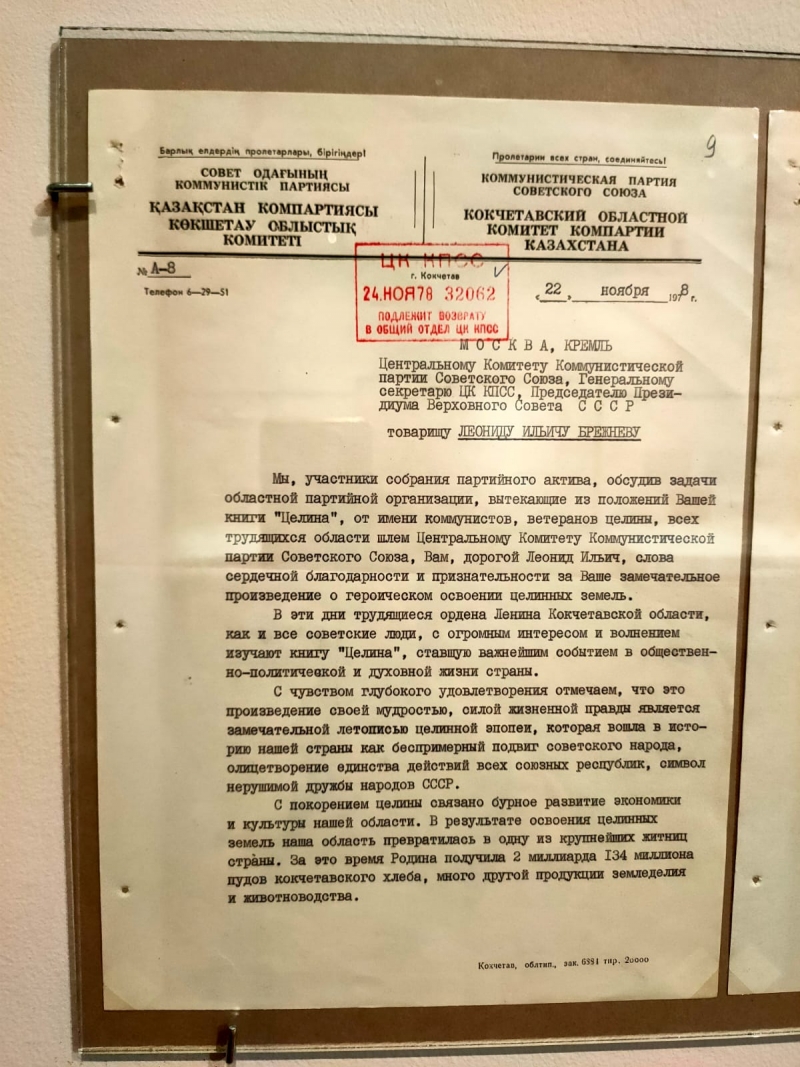 9
Барлық елдердің пролетарлары, бірігіңдер!
СОВЕТ ОДАҒЫНЫҢ
КОММУНИСТІК ПАРТИЯСЫ
ҚАЗАҚСТАН КОМПАРТИЯСЫ
КӨКШЕТАУ ОБЛЫСТЫҚ
КОМИТЕТІ
Пролетарии всех стран, соединяйтесь!
КОММУНИСТИЧЕСКАЯ ПАРТИЯ
СОВЕТСКОГО СОЮЗА
КОКЧЕТАВСКИЙ ОБЛАСТНОЙ
КОМИТЕТ КОМПАРТИИ
КАЗАХСТАНА
№ А-8
Телефон 6—29—51
ЦК КПСС
г. Кокчетав
24.НОЯ78 32062
ПОДЛЕЖИТ ВОЗВРАТУ
В ОБЩИЙ ОТДЕЛ ЦК КПСС
«22» ноября 1978 г.
МОСКВА, КРЕМЛЬ
Центральному Комитету Коммунистической
партии Советского Союза, Генеральному
секретарю ЦК КПСС, Председателю Прези-
диума Верховного Совета С С С Р
товарищу ЛЕОНИДУ ИЛЬИЧУ БРЕЖНЕВУ
Мы, участники собрания партийного актива, обсудив задачи
областной партийной организации, вытекающие из положений Вашей
книги "Целина", от имени коммунистов, ветеранов целины, всех
трудящихся области шлем Центральному Комитету Коммунистической
партии Советского Союза, Вам, дорогой Леонид Ильич, слова
сердечной благодарности и признательности за Ваше замечательное
произведение о героическом освоении целинных земель.
В эти дни трудящиеся ордена Ленина Кокчетавской области,
как и все советские люди, с огромным интересом и волнением
изучают книгу "Целина", ставшую важнейшим событием в обществен-
но-политической и духовной жизни страны.
С чувством глубокого удовлетворения отмечаем, что это
произведение своей мудростью, силой жизненной правды является
замечательной летописью целинной эпопеи, которая вошла в исто-
рию нашей страны как беспримерный подвиг советского народа,
олицетворение единства действий всех союзных республик, символ
нерушимой дружбы народов СССР.
С покорением целины связано бурное развитие экономики
и культуры нашей области. В результате освоения целинных
земель наша область превратилась в одну из крупнейших житниц
страны. За это время Родина получила 2 миллиарда 134 миллиона
пудов кокчетавского хлеба, много другой продукции земледелия
и животноводства.
Кокчетав, облтип., зак. 6881 тир. 20000